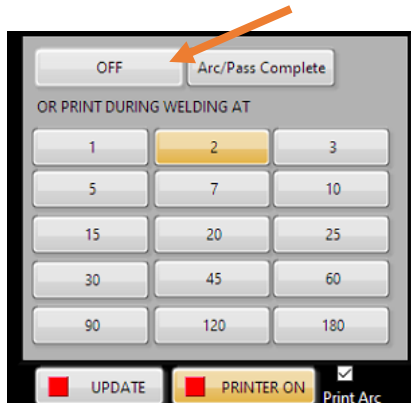 OFF Arc/Pass Complete
OR PRINT DURING WELDING AT
1 2 3
5 7 10
15 20 25
30 45 60
90 120 180
UPDATE PRINTER ON Print Arc